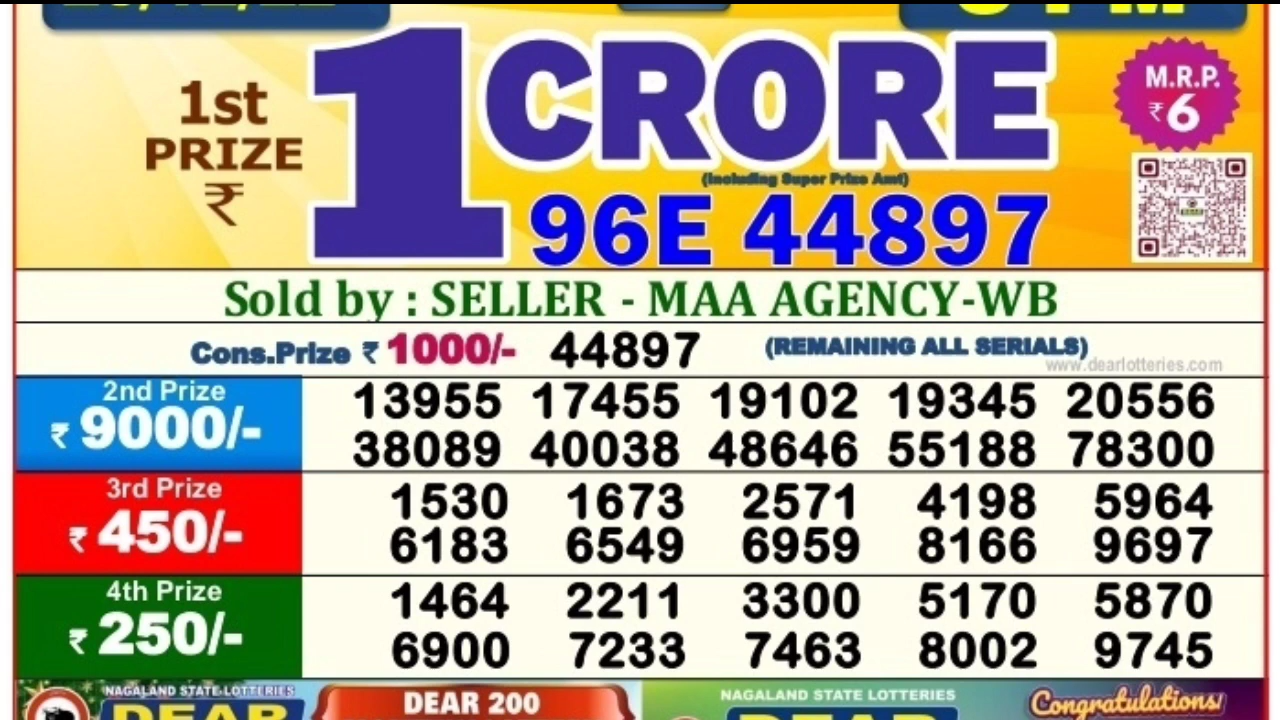 1st
PRIZE
₹
1 CRORE
(Including Super Prize Amt)
96E 44897
M.R.P.
₹6
Sold by : SELLER - MAA AGENCY-WB
Cons.Prize ₹ 1000/- 44897 (REMAINING ALL SERIALS)
www.dearlotteries.com
2nd Prize
₹ 9000/-
13955 17455 19102 19345 20556
38089 40038 48646 55188 78300
3rd Prize
₹ 450/-
1530 1673 2571 4198 5964
6183 6549 6959 8166 9697
4th Prize
₹ 250/-
1464 2211 3300 5170 5870
6900 7233 7463 8002 9745
NAGALAND STATE LOTTERIES
DEAR
DEAR 200
NAGALAND STATE LOTTERIES
DEAR
Congratulations!